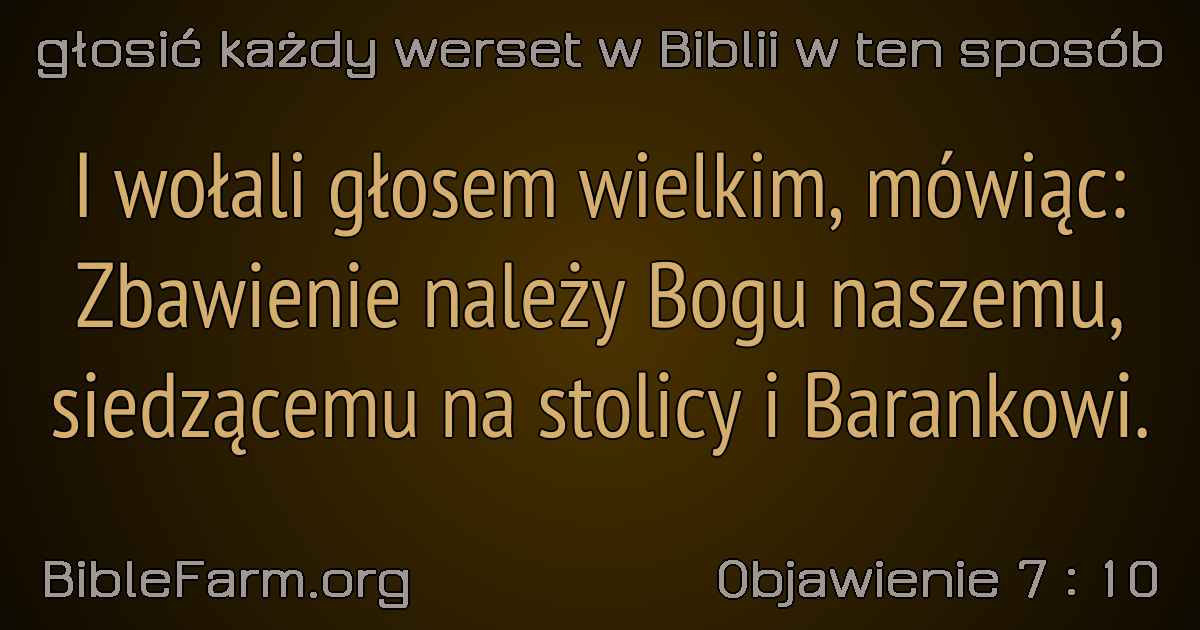 głosić każdy werset w Biblii w ten sposób
I wołali głosem wielkim, mówiąc:
Zbawienie należy Bogu naszemu,
siedzącemu na stolicy i Barankowi.
BibleFarm.org
Objawienie 7 : 10